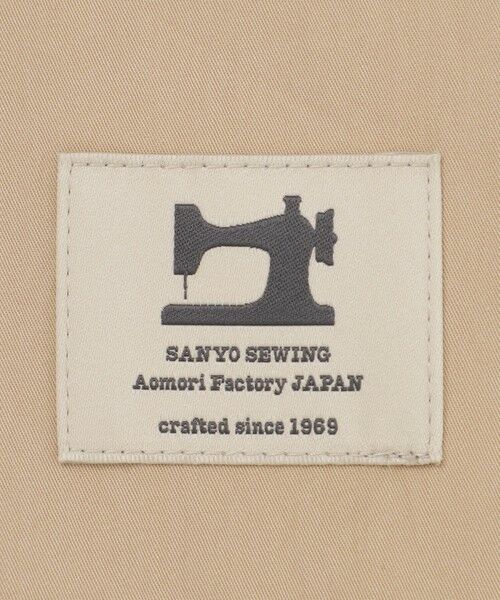 SANYO SEWING
Aomori Factory JAPAN
crafted since 1969